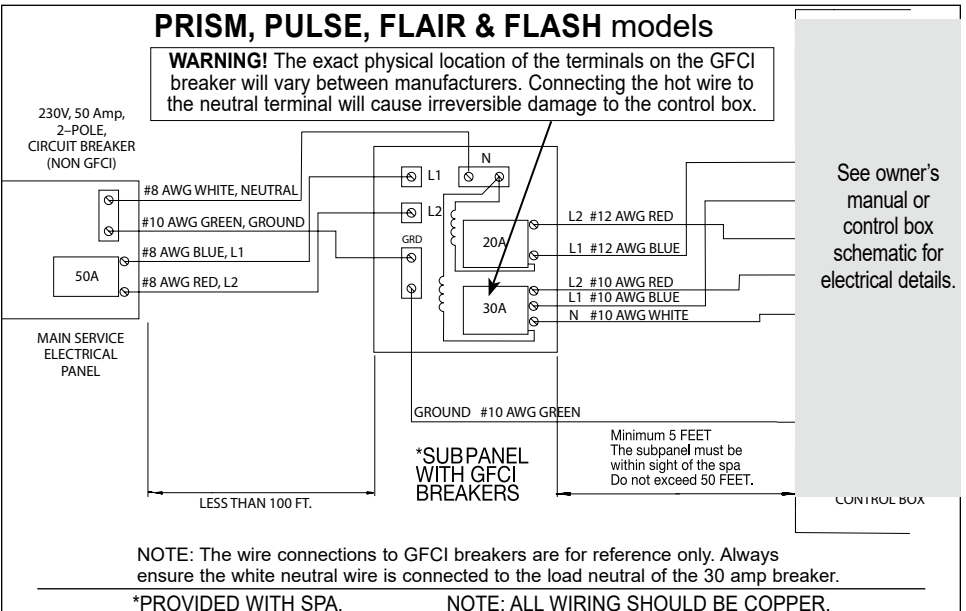 PRISM, PULSE, FLAIR & FLASH models
WARNING! The exact physical location of the terminals on the GFCI
breaker will vary between manufacturers. Connecting the hot wire to
the neutral terminal will cause irreversible damage to the control box.
230V, 50 Amp,
2–POLE,
CIRCUIT BREAKER
(NON GFCI)
#8 AWG WHITE, NEUTRAL
#10 AWG GREEN, GROUND
#8 AWG BLUE, L1
#8 AWG RED, L2
50A
MAIN SERVICE
ELECTRICAL
PANEL
L1
N
L2
GRD
20A
30A
L2 #12 AWG RED
L1 #12 AWG BLUE
L2 #10 AWG RED
L1 #10 AWG BLUE
N #10 AWG WHITE
See owner's
manual or
control box
schematic for
electrical details.
GROUND #10 AWG GREEN
*SUBPANEL
WITH GFCI
BREAKERS
Minimum 5 FEET
The subpanel must be
within sight of the spa
Do not exceed 50 FEET.
LESS THAN 100 FT.
CONTROL BOX
NOTE: The wire connections to GFCI breakers are for reference only. Always
ensure the white neutral wire is connected to the load neutral of the 30 amp breaker.
*PROVIDED WITH SPA. NOTE: ALL WIRING SHOULD BE COPPER.